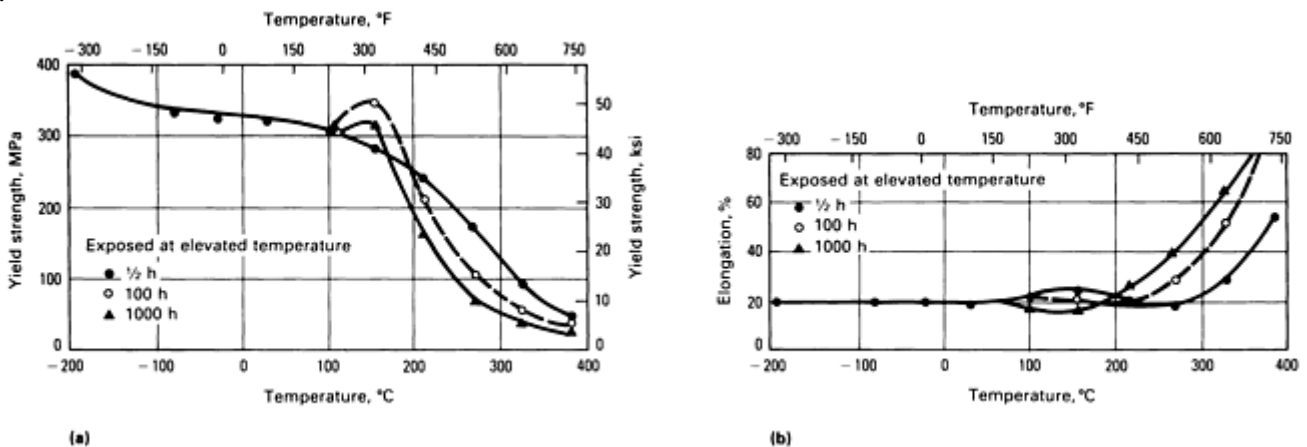 Temperature, °F
− 300 − 150 0 150 300 450 600 750
400
300
200
100
0
50
40
30
20
10
0
Yield strength, MPa
Yield strength, ksi
Exposed at elevated temperature
½ h
100 h
1000 h
− 200 − 100 0 100 200 300 400
Temperature, °C
(a)
Temperature, °F
− 300 − 150 0 150 300 450 600 750
80
60
40
20
0
Elongation, %
Exposed at elevated temperature
½ h
100 h
1000 h
− 200 − 100 0 100 200 300 400
Temperature, °C
(b)